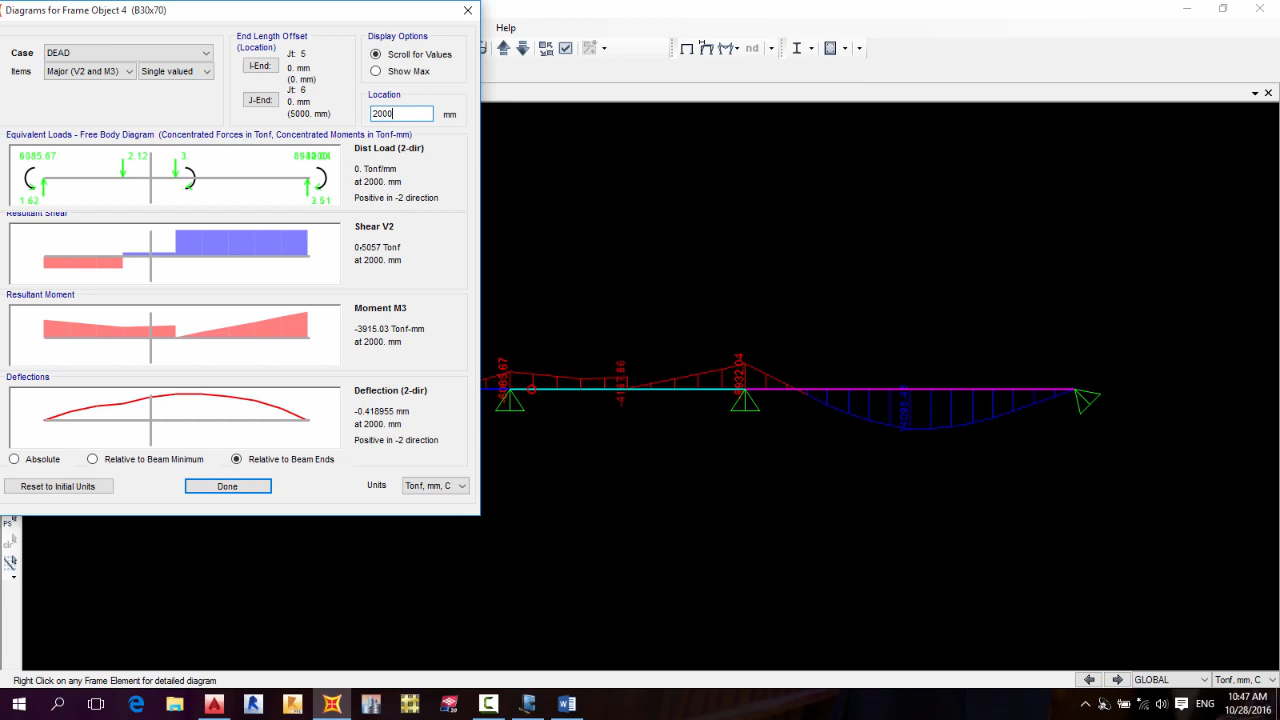 Diagrams for Frame Object 4 (B30x70)
Case
DEAD
Items
Major (V2 and M3)
Single valued
End Length Offset
(Location)
Jt: 5
I-End:
0. mm
(0. mm)
Jt: 6
J-End:
0. mm
(5000. mm)
Display Options
Scroll for Values
Show Max
Location
2000
mm
Equivalent Loads - Free Body Diagram (Concentrated Forces in Tonf, Concentrated Moments in Tonf-mm)
6085.67
2.12
3.
1.62
3.51
Dist Load (2-dir)
0. Tonf/mm
at 2000. mm
Positive in -2 direction
Resultant Shear
Shear V2
0.5057 Tonf
at 2000. mm
Resultant Moment
Moment M3
-3915.03 Tonf-mm
at 2000. mm
Deflections
Deflection (2-dir)
-0.418955 mm
at 2000. mm
Positive in -2 direction
Absolute
Relative to Beam Minimum
Relative to Beam Ends
Reset to Initial Units
Done
Units
Tonf, mm, C
Help
nd
Right Click on any Frame Element for detailed diagram
GLOBAL
Tonf, mm, C
ENG
10:47 AM
10/28/2016